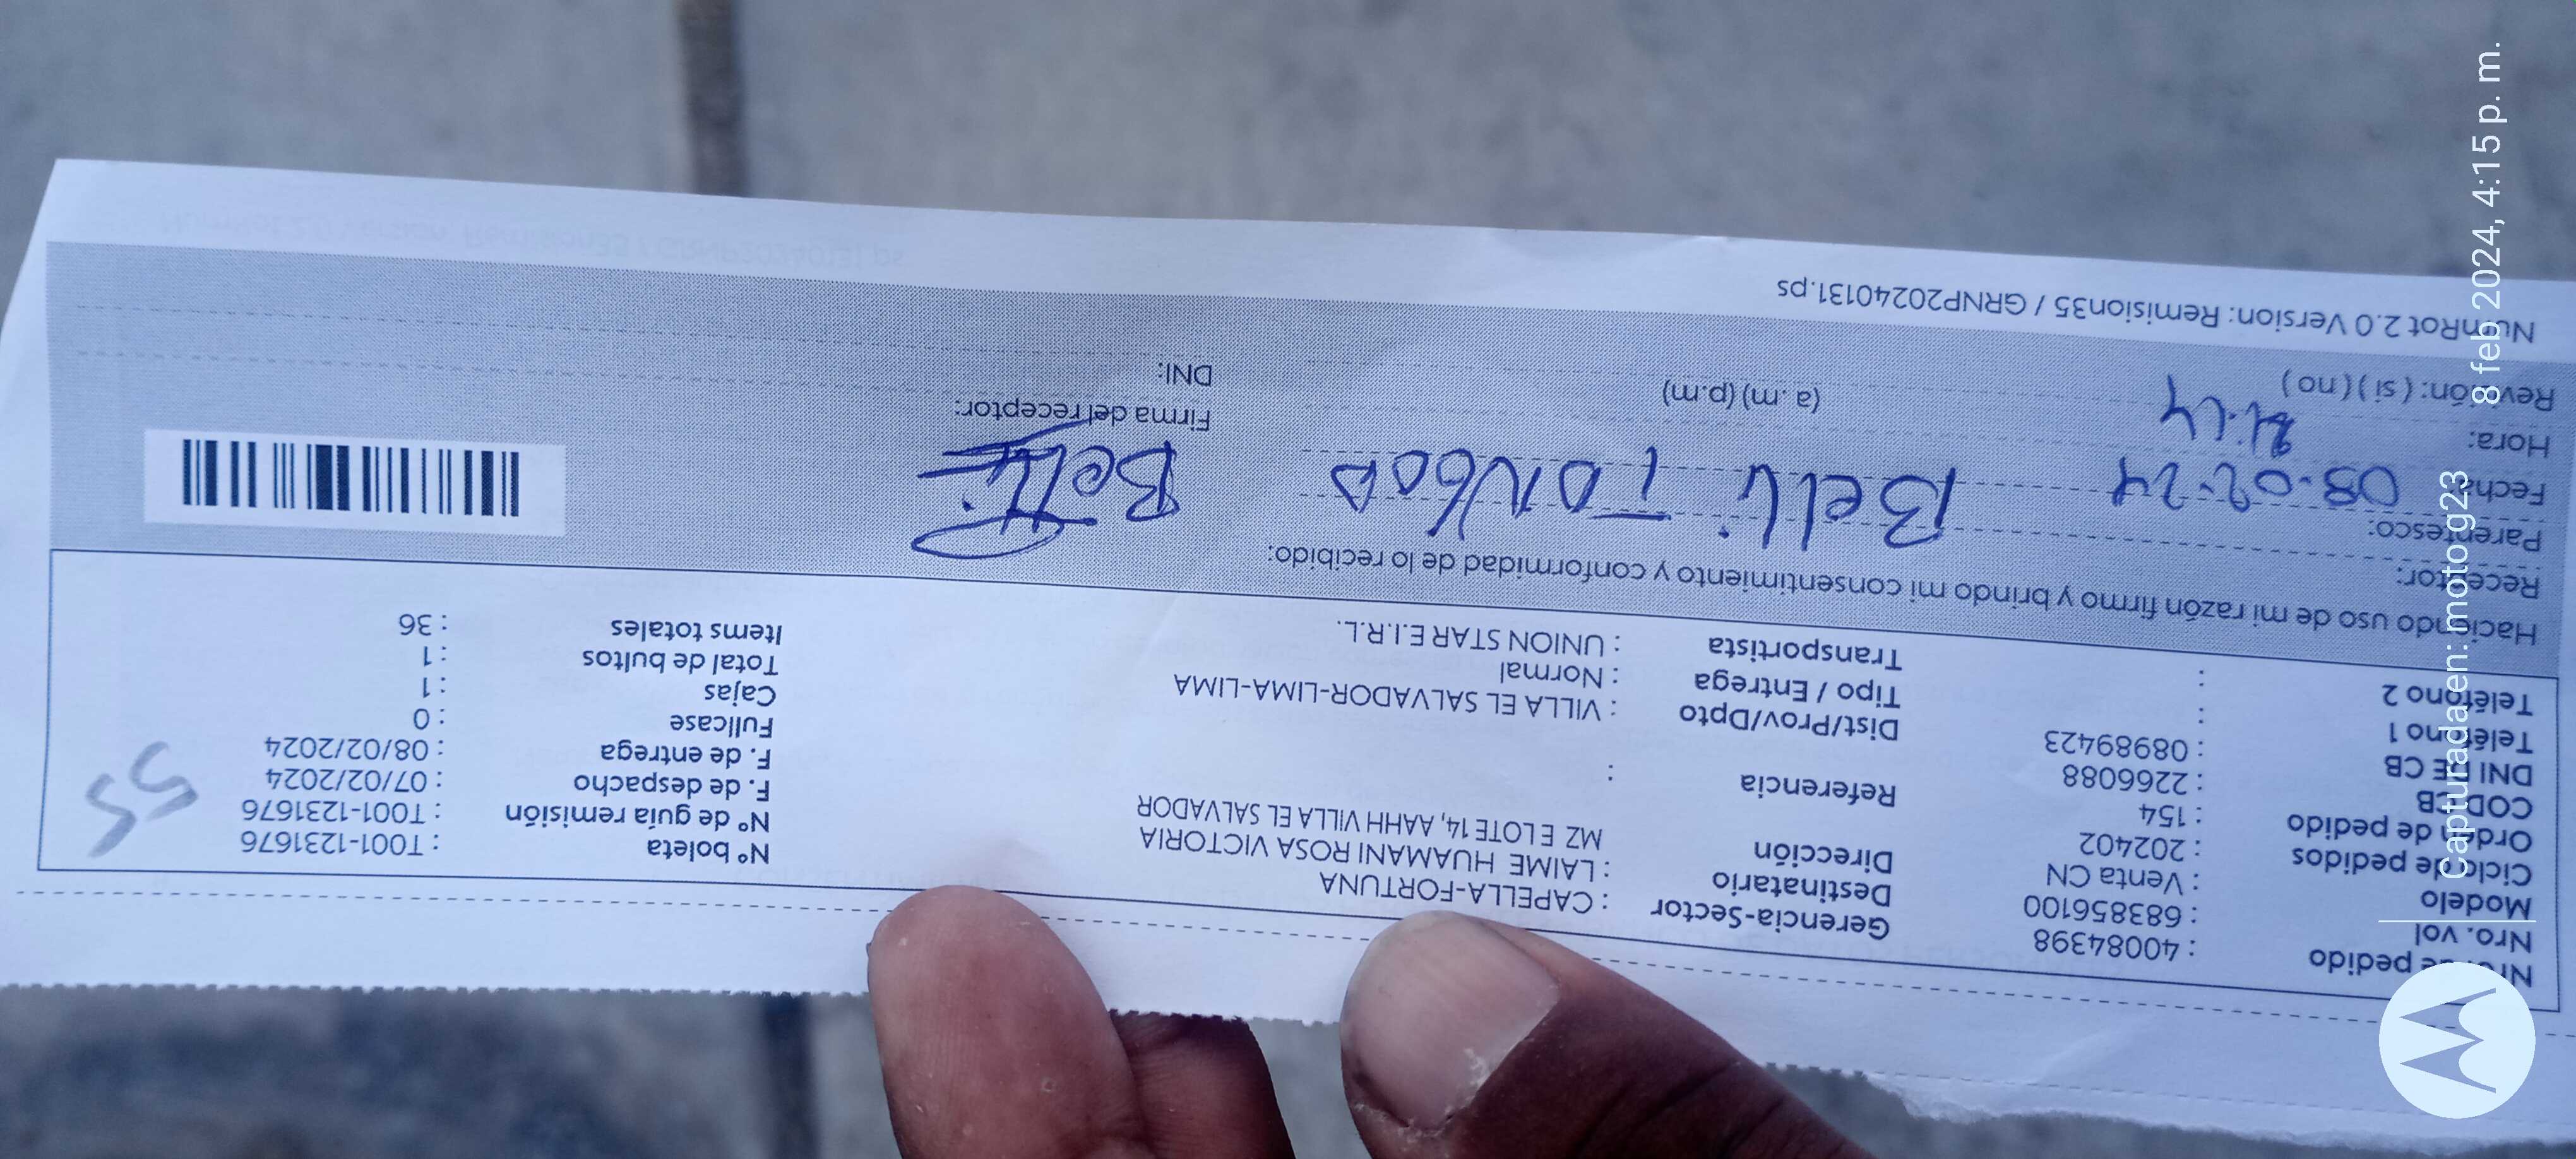 Nro. de pedido : 40084398
Nro. vol : 683856100
Modelo : Venta CN
Ciclo de pedidos : 202402
Orden de pedido : 154
COD CB : 2266088
DNI DE CB : 08989423
Teléfono 1 :
Teléfono 2 :
Gerencia-Sector : CAPELLA-FORTUNA
Destinatario : LAIME HUAMANI ROSA VICTORIA
Dirección MZ E LOTE 14, AAHH VILLA EL SALVADOR
Referencia :
Dist/Prov/Dpto : VILLA EL SALVADOR-LIMA-LIMA
Tipo / Entrega : Normal
Transportista : UNION STAR E.I.R.L.
Nº boleta : T001-1231676
Nº de guía remisión : T001-1231676
F. de despacho : 07/02/2024
F. de entrega : 08/02/2024
Fullcase : 0
Cajas : 1
Total de bultos : 1
Items totales : 36
55
Haciendo uso de mi razón firmo y brindo mi consentimiento y conformidad de lo recibido:
Receptor:
Parentesco:
Fecha: 08-02-24
Hora:
Revisión: ( si ) ( no )
(a .m) (p.m)
Firma del receptor:
DNI:
NumRot 2.0 Version: Remision35 / GRNP20240131.ps
Capturada en: moto g23
8 feb 2024, 4:15 p. m.